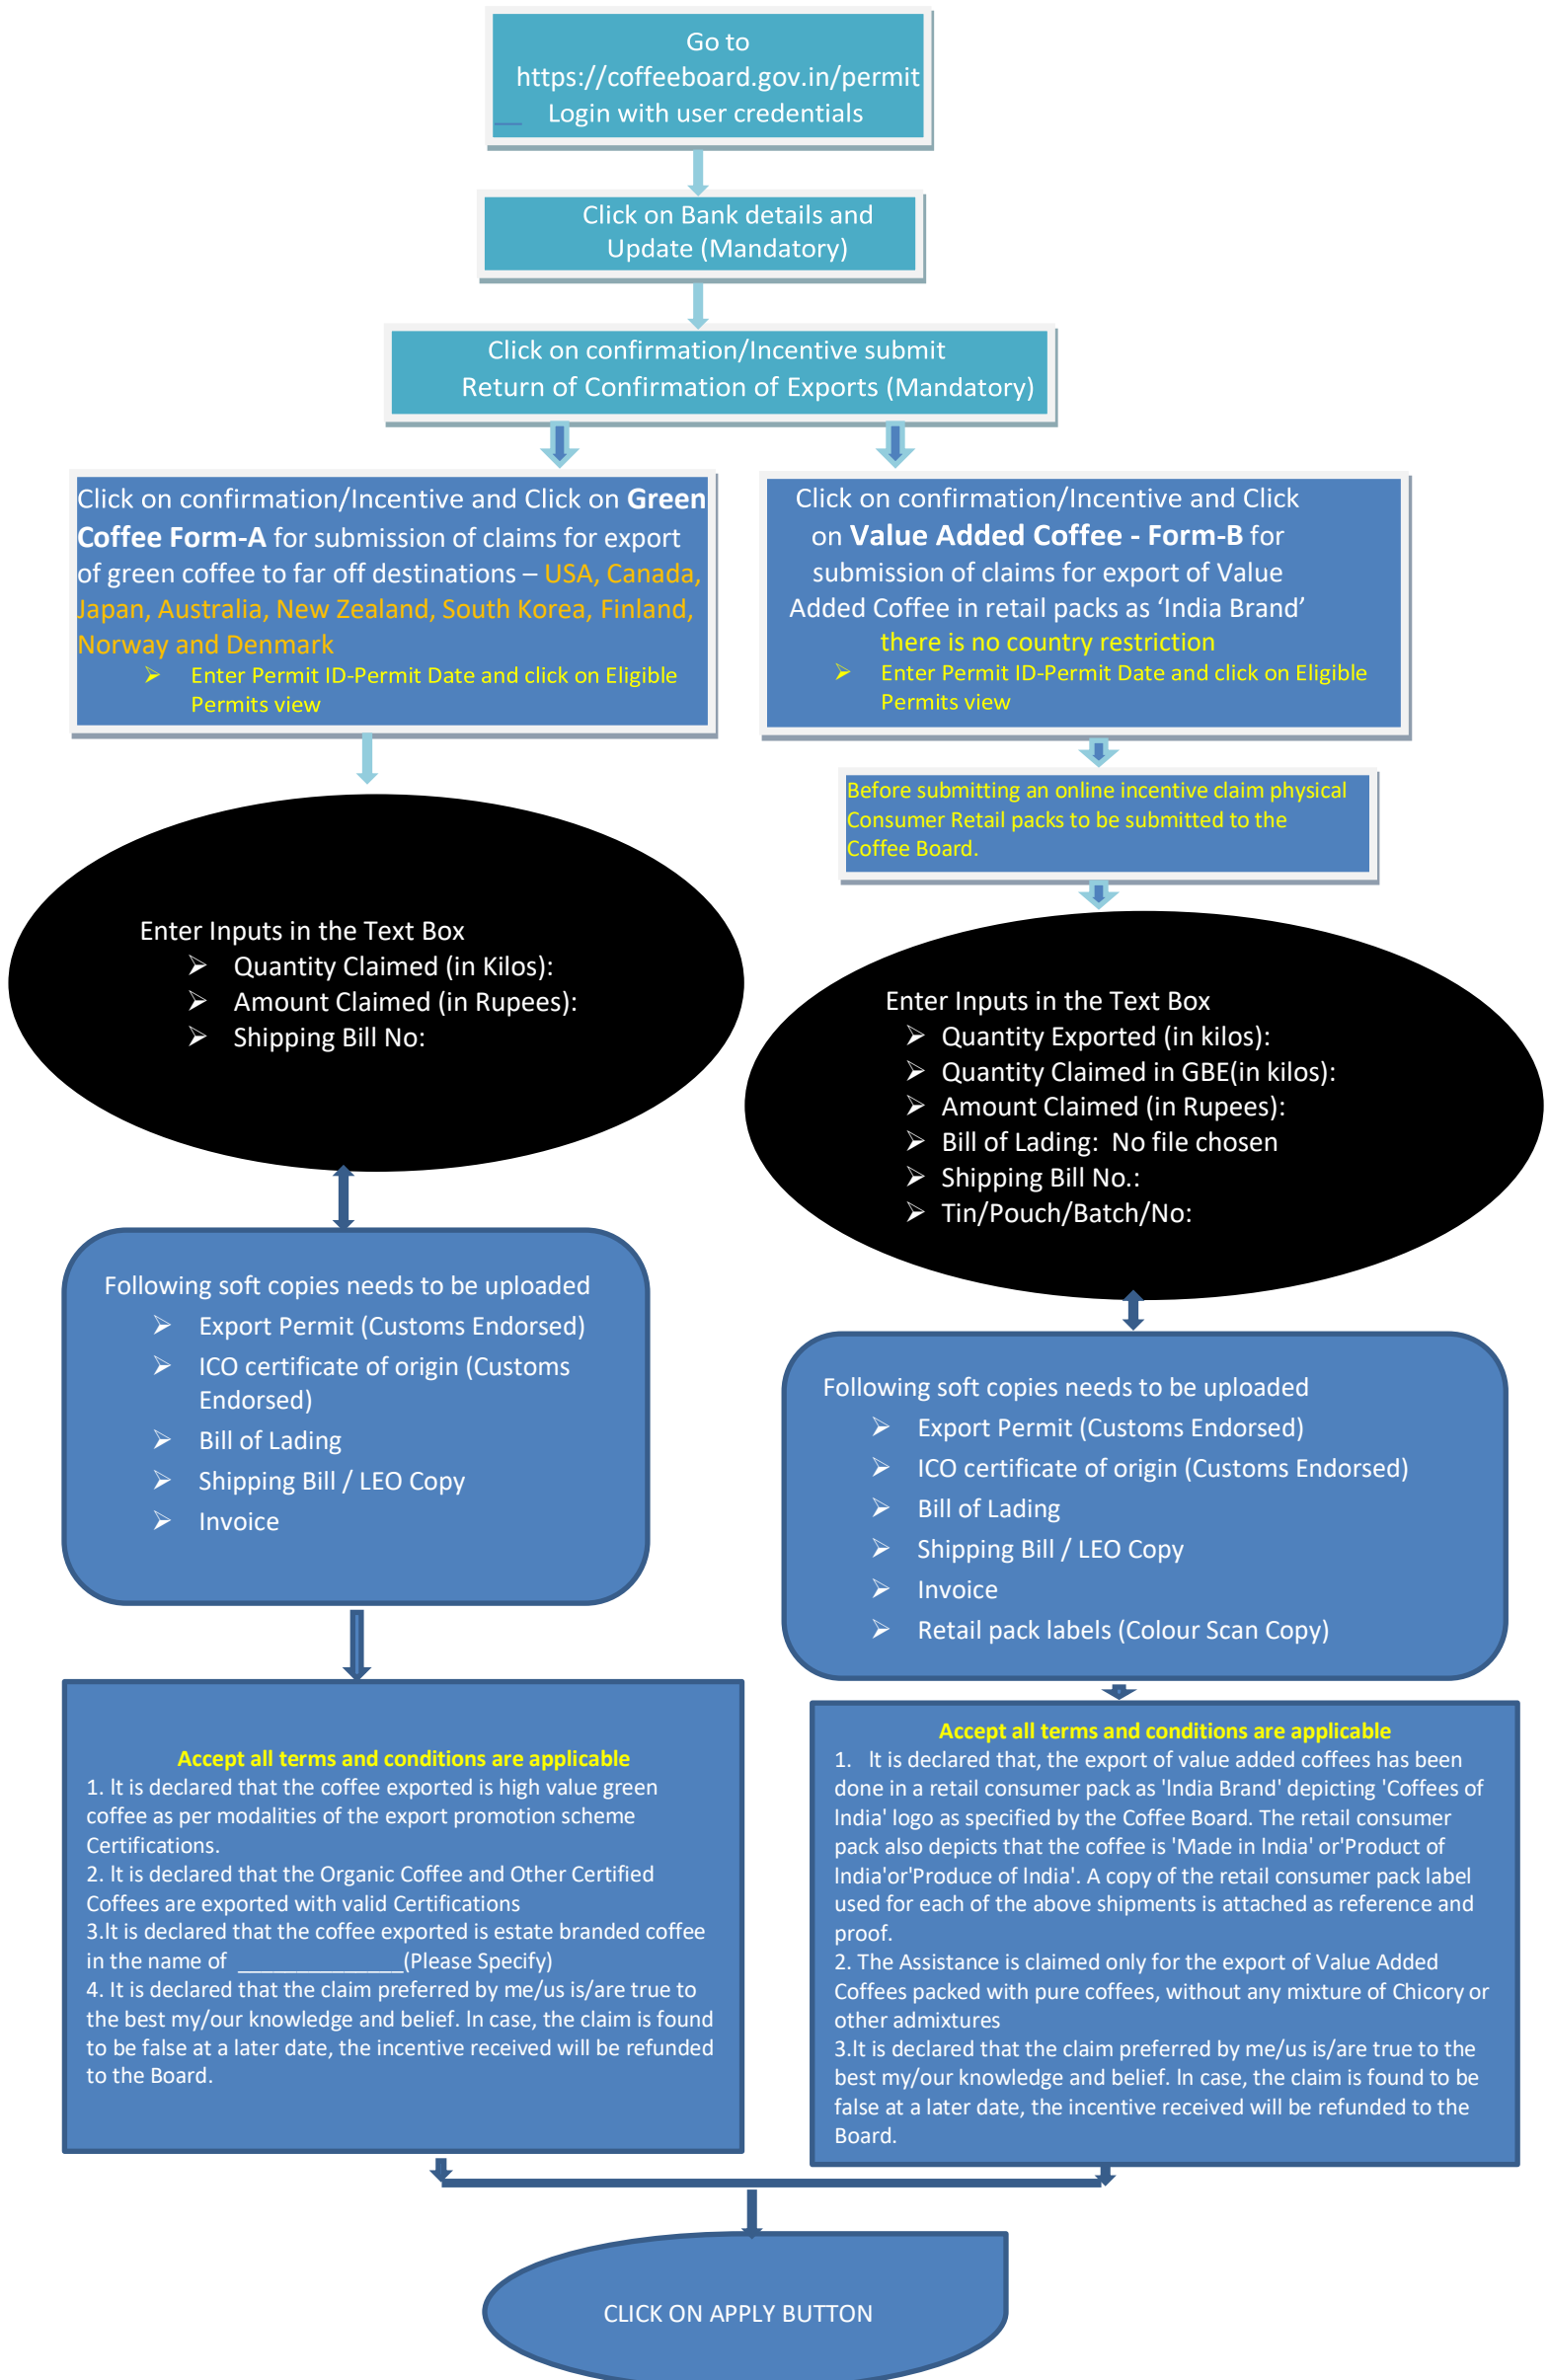 Go to
https://coffeeboard.gov.in/permit
Login with user credentials
Click on Bank details and
Update (Mandatory)
Click on confirmation/Incentive submit
Return of Confirmation of Exports (Mandatory)
Click on confirmation/Incentive and Click on Green
Coffee Form-A for submission of claims for export
of green coffee to far off destinations – USA, Canada,
Japan, Australia, New Zealand, South Korea, Finland,
Norway and Denmark
➢ Enter Permit ID-Permit Date and click on Eligible
Permits view
Enter Inputs in the Text Box
➢ Quantity Claimed (in Kilos):
➢ Amount Claimed (in Rupees):
➢ Shipping Bill No:
Following soft copies needs to be uploaded
➢ Export Permit (Customs Endorsed)
➢ ICO certificate of origin (Customs
Endorsed)
➢ Bill of Lading
➢ Shipping Bill / LEO Copy
➢ Invoice
Accept all terms and conditions are applicable
1. It is declared that the coffee exported is high value green
coffee as per modalities of the export promotion scheme
Certifications.
2. It is declared that the Organic Coffee and Other Certified
Coffees are exported with valid Certifications
3.It is declared that the coffee exported is estate branded coffee
in the name of ______________(Please Specify)
4. It is declared that the claim preferred by me/us is/are true to
the best my/our knowledge and belief. In case, the claim is found
to be false at a later date, the incentive received will be refunded
to the Board.
Click on confirmation/Incentive and Click
on Value Added Coffee - Form-B for
submission of claims for export of Value
Added Coffee in retail packs as ‘India Brand’
there is no country restriction
➢ Enter Permit ID-Permit Date and click on Eligible
Permits view
Before submitting an online incentive claim physical
Consumer Retail packs to be submitted to the
Coffee Board.
Enter Inputs in the Text Box
➢ Quantity Exported (in kilos):
➢ Quantity Claimed in GBE(in kilos):
➢ Amount Claimed (in Rupees):
➢ Bill of Lading: No file chosen
➢ Shipping Bill No.:
➢ Tin/Pouch/Batch/No:
Following soft copies needs to be uploaded
➢ Export Permit (Customs Endorsed)
➢ ICO certificate of origin (Customs Endorsed)
➢ Bill of Lading
➢ Shipping Bill / LEO Copy
➢ Invoice
➢ Retail pack labels (Colour Scan Copy)
Accept all terms and conditions are applicable
1. It is declared that, the export of value added coffees has been
done in a retail consumer pack as 'India Brand' depicting 'Coffees of
India' logo as specified by the Coffee Board. The retail consumer
pack also depicts that the coffee is 'Made in India' or'Product of
India'or'Produce of India'. A copy of the retail consumer pack label
used for each of the above shipments is attached as reference and
proof.
2. The Assistance is claimed only for the export of Value Added
Coffees packed with pure coffees, without any mixture of Chicory or
other admixtures
3.It is declared that the claim preferred by me/us is/are true to the
best my/our knowledge and belief. In case, the claim is found to be
false at a later date, the incentive received will be refunded to the
Board.
CLICK ON APPLY BUTTON